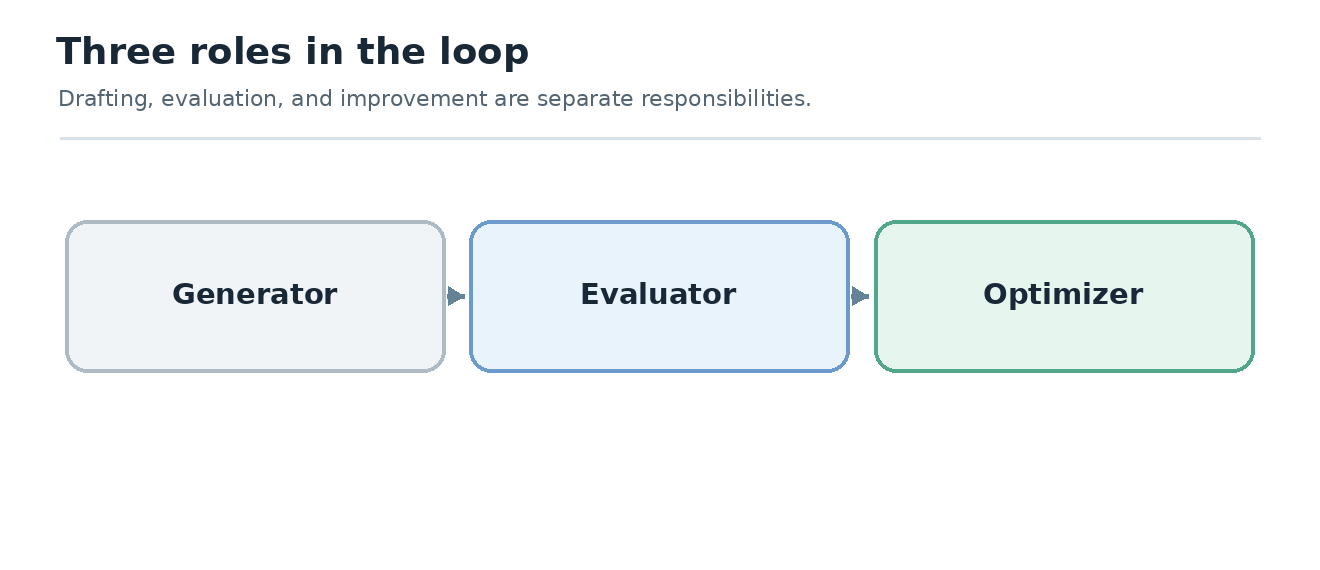 Three roles in the loop
Drafting, evaluation, and improvement are separate responsibilities.
Generator
Evaluator
Optimizer